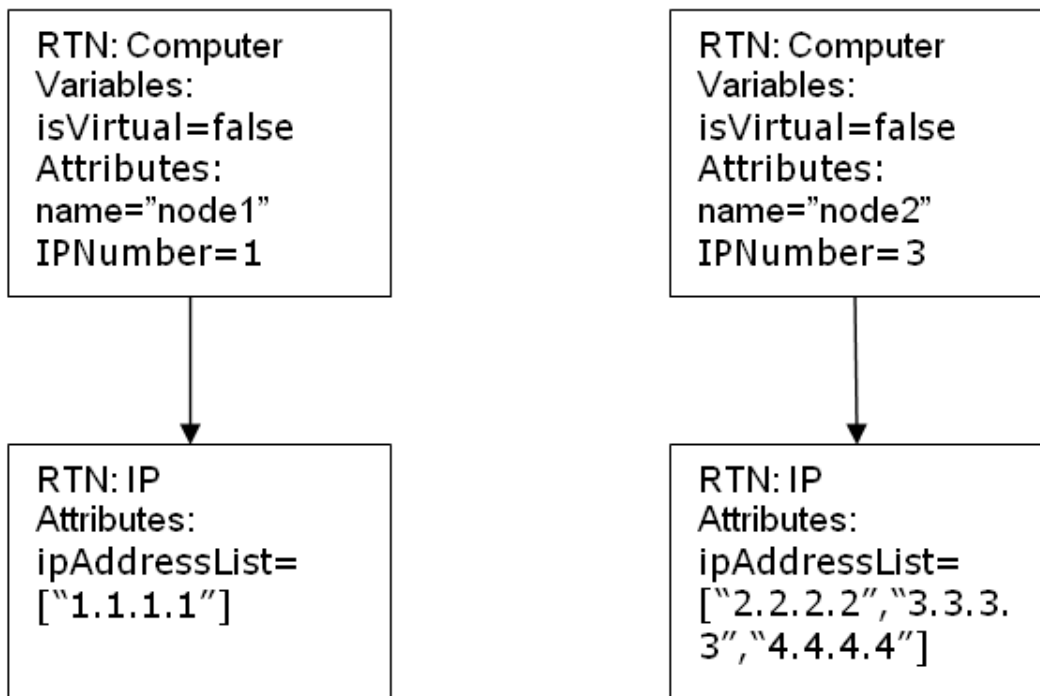 RTN: Computer
Variables:
isVirtual=false
Attributes:
name=”node1”
IPNumber=1
RTN: Computer
Variables:
isVirtual=false
Attributes:
name=”node2”
IPNumber=3
RTN: IP
Attributes:
ipAddressList=
[“1.1.1.1”]
RTN: IP
Attributes:
ipAddressList=
[“2.2.2.2”,“3.3.3.
3”,“4.4.4.4”]